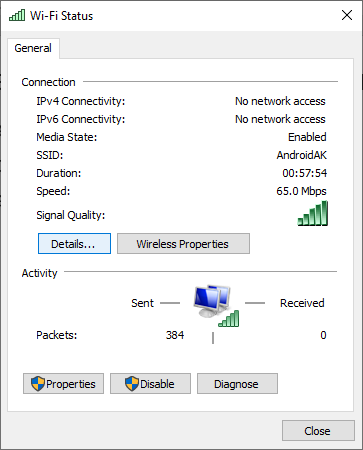 Wi-Fi Status
General
Connection
IPv4 Connectivity: No network access
IPv6 Connectivity: No network access
Media State: Enabled
SSID: AndroidAK
Duration: 00:57:54
Speed: 65.0 Mbps
Signal Quality:
Details... Wireless Properties
Activity
Sent Received
Packets: 384 0
Properties Disable Diagnose
Close